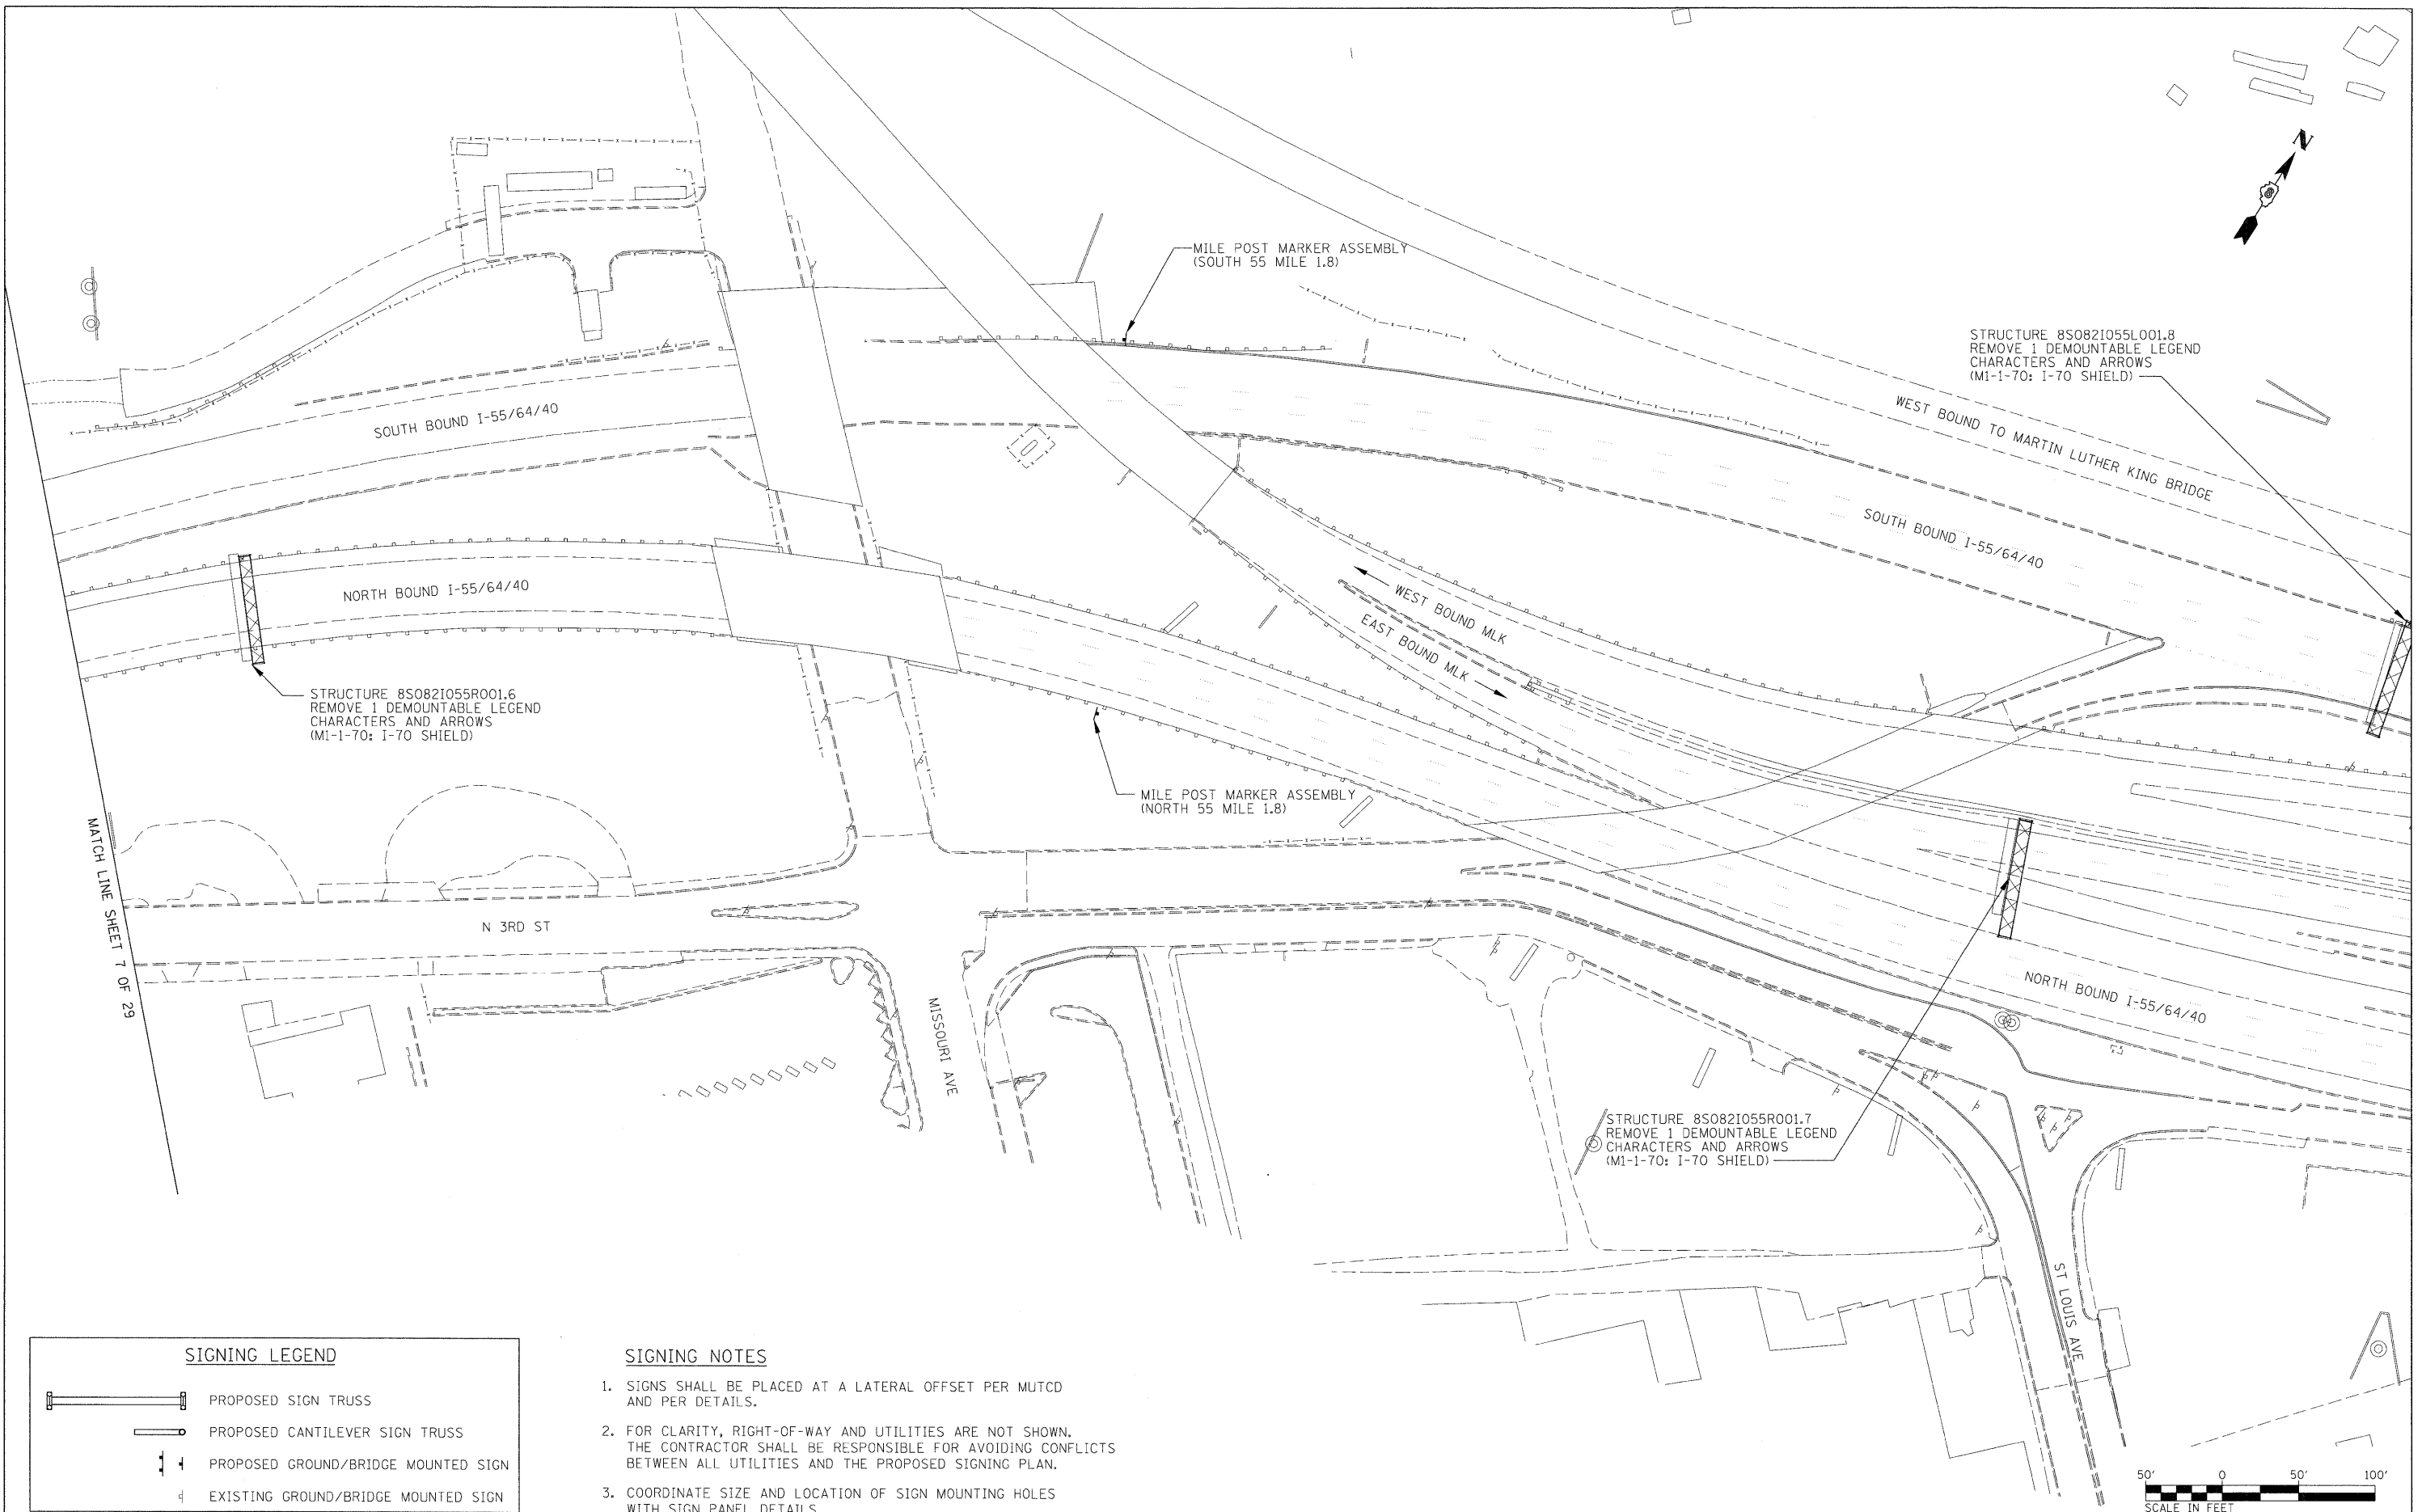 N
8
MILE POST MARKER ASSEMBLY
(SOUTH 55 MILE 1.8)
STRUCTURE 8S082I055L001.8
REMOVE 1 DEMOUNTABLE LEGEND
CHARACTERS AND ARROWS
(M1-1-70: I-70 SHIELD)
WEST BOUND TO MARTIN LUTHER KING BRIDGE
SOUTH BOUND I-55/64/40
SOUTH BOUND I-55/64/40
NORTH BOUND I-55/64/40
WEST BOUND MLK
EAST BOUND MLK
STRUCTURE 8S082I055R001.6
REMOVE 1 DEMOUNTABLE LEGEND
CHARACTERS AND ARROWS
(M1-1-70: I-70 SHIELD)
MILE POST MARKER ASSEMBLY
(NORTH 55 MILE 1.8)
MATCH LINE SHEET 7 OF 29
N 3RD ST
MISSOURI AVE
NORTH BOUND I-55/64/40
STRUCTURE 8S082I055R001.7
REMOVE 1 DEMOUNTABLE LEGEND
CHARACTERS AND ARROWS
(M1-1-70: I-70 SHIELD)
ST LOUIS AVE
SIGNING LEGEND
PROPOSED SIGN TRUSS
PROPOSED CANTILEVER SIGN TRUSS
PROPOSED GROUND/BRIDGE MOUNTED SIGN
EXISTING GROUND/BRIDGE MOUNTED SIGN
SIGNING NOTES
1. SIGNS SHALL BE PLACED AT A LATERAL OFFSET PER MUTCD
AND PER DETAILS.
2. FOR CLARITY, RIGHT-OF-WAY AND UTILITIES ARE NOT SHOWN.
THE CONTRACTOR SHALL BE RESPONSIBLE FOR AVOIDING CONFLICTS
BETWEEN ALL UTILITIES AND THE PROPOSED SIGNING PLAN.
3. COORDINATE SIZE AND LOCATION OF SIGN MOUNTING HOLES
WITH SIGN PANEL DETAILS
50' 0 50' 100'
SCALE IN FEET